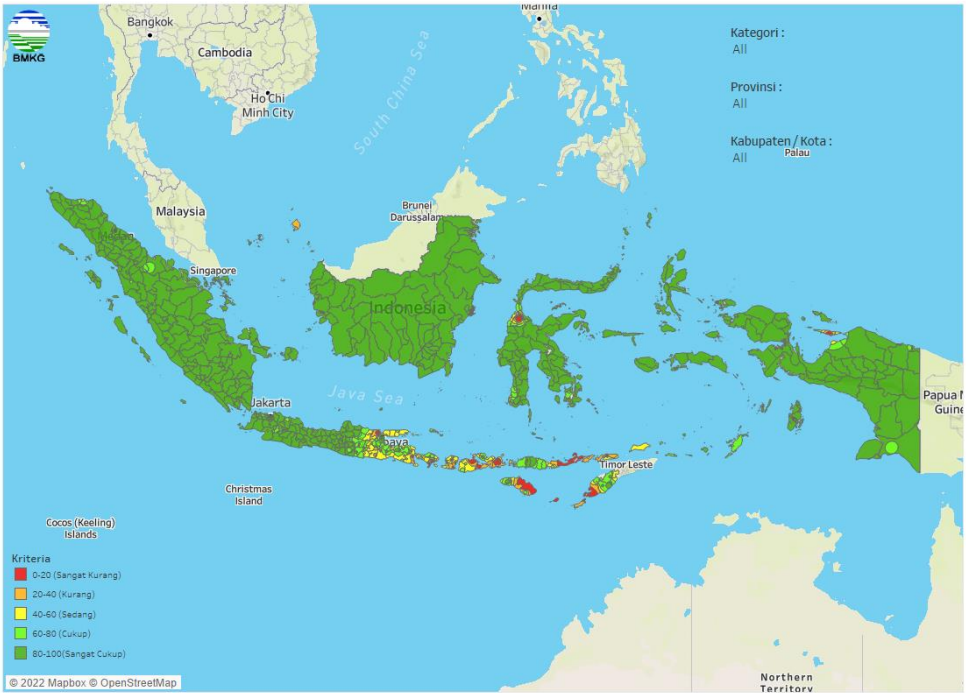 BMKG
Bangkok
Manila
Kategori :
All
Cambodia
South China Sea
Provinsi :
All
Ho Chi
Minh City
Kabupaten / Kota :
All
Palau
Malaysia
Brunei
Darussalam
Medan
Singapore
Indonesia
Java Sea
Jakarta
Papua N
Guine
baya
Timor Leste
Christmas
Island
Cocos (Keeling)
Islands
Kriteria
0-20 (Sangat Kurang)
20-40 (Kurang)
40-60 (Sedang)
60-80 (Cukup)
80-100(Sangat Cukup)
© 2022 Mapbox © OpenStreetMap
Northern
Territory